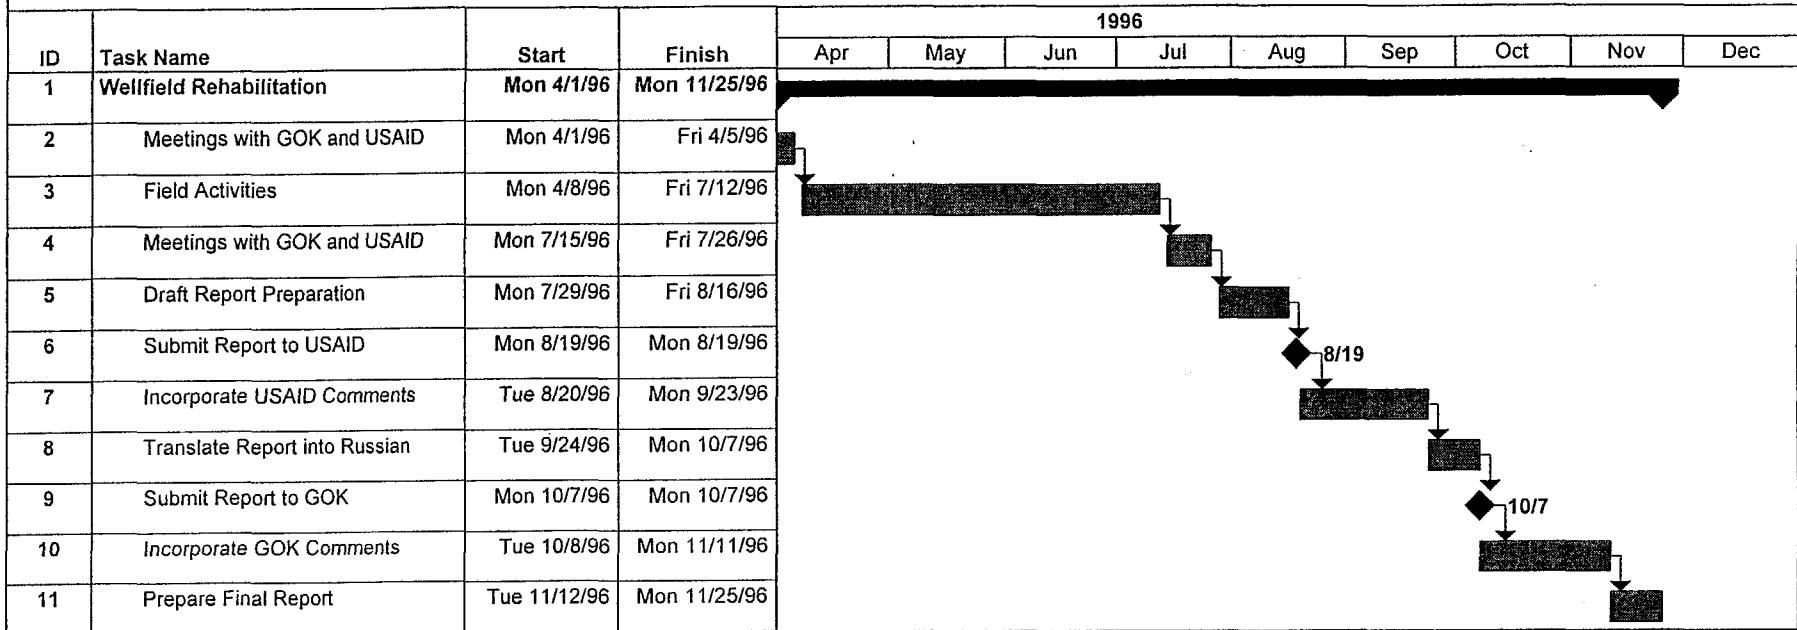 1996
ID Task Name Start Finish Apr May Jun Jul Aug Sep Oct Nov Dec
1 Wellfield Rehabilitation Mon 4/1/96 Mon 11/25/96
2 Meetings with GOK and USAID Mon 4/1/96 Fri 4/5/96
3 Field Activities Mon 4/8/96 Fri 7/12/96
4 Meetings with GOK and USAID Mon 7/15/96 Fri 7/26/96
5 Draft Report Preparation Mon 7/29/96 Fri 8/16/96
6 Submit Report to USAID Mon 8/19/96 Mon 8/19/96 8/19
7 Incorporate USAID Comments Tue 8/20/96 Mon 9/23/96
8 Translate Report into Russian Tue 9/24/96 Mon 10/7/96
9 Submit Report to GOK Mon 10/7/96 Mon 10/7/96 10/7
10 Incorporate GOK Comments Tue 10/8/96 Mon 11/11/96
11 Prepare Final Report Tue 11/12/96 Mon 11/25/96